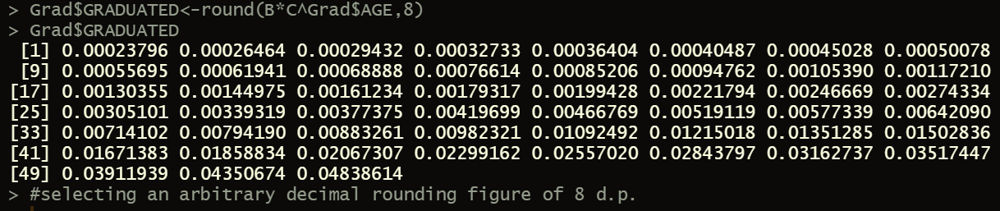 > Grad$GRADUATED<-round(B*C^Grad$AGE,8)
> Grad$GRADUATED
[1] 0.00023796 0.00026464 0.00029432 0.00032733 0.00036404 0.00040487 0.00045028 0.00050078
[9] 0.00055695 0.00061941 0.00068888 0.00076614 0.00085206 0.00094762 0.00105390 0.00117210
[17] 0.00130355 0.00144975 0.00161234 0.00179317 0.00199428 0.00221794 0.00246669 0.00274334
[25] 0.00305101 0.00339319 0.00377375 0.00419699 0.00466769 0.00519119 0.00577339 0.00642090
[33] 0.00714102 0.00794190 0.00883261 0.00982321 0.01092492 0.01215018 0.01351285 0.01502836
[41] 0.01671383 0.01858834 0.02067307 0.02299162 0.02557020 0.02843797 0.03162737 0.03517447
[49] 0.03911939 0.04350674 0.04838614
> #selecting an arbitrary decimal rounding figure of 8 d.p.